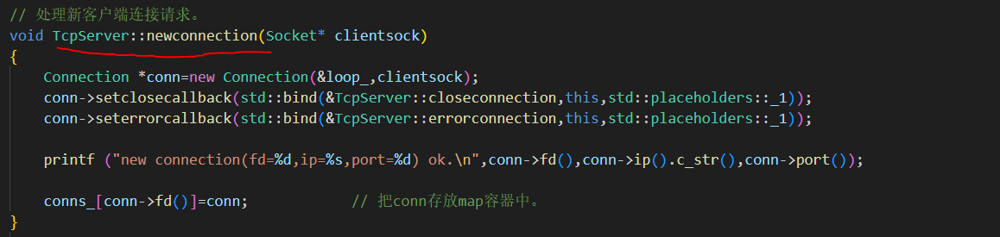 // 处理新客户端连接请求。
void TcpServer::newconnection(Socket* clientsock)
{
    Connection *conn=new Connection(&loop_,clientsock);
    conn->setclosecallback(std::bind(&TcpServer::closeconnection,this,std::placeholders::_1));
    conn->seterrorcallback(std::bind(&TcpServer::errorconnection,this,std::placeholders::_1));
    printf ("new connection(fd=%d,ip=%s,port=%d) ok.\n",conn->fd(),conn->ip().c_str(),conn->port());
    conns_[conn->fd()]=conn;            // 把conn存放map容器中。
}